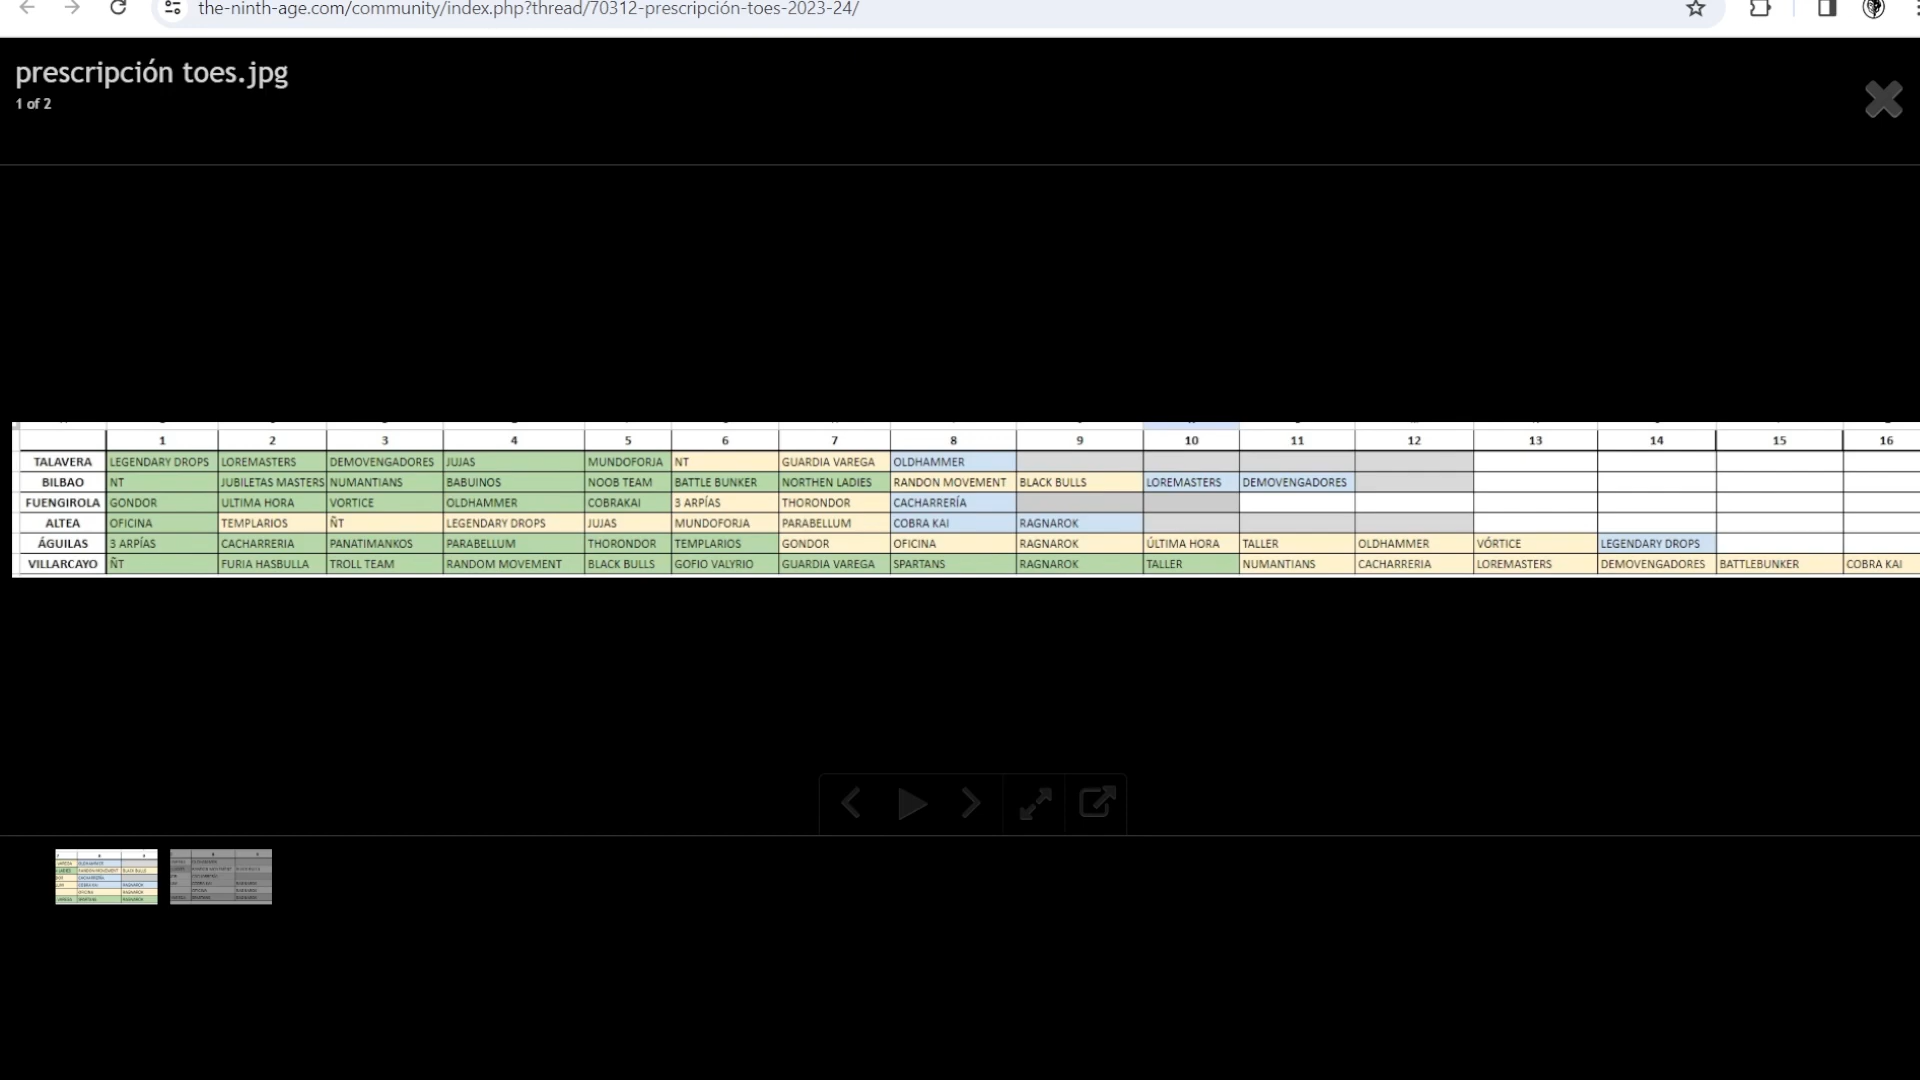 the-ninth-age.com/community/index.php?thread/70312-prescripción-toes-2023-24/
prescripción toes.jpg
1 of 2
1 2 3 4 5 6 7 8 9 10 11 12 13 14 15 16
TALAVERA LEGENDARY DROPS LOREMASTERS DEMOVENGADORES JUJAS MUNDOFORJA NT GUARDIA VAREGA OLDHAMMER
BILBAO NT JUBILETAS MASTERS NUMANTIANS BABUINOS NOOB TEAM BATTLE BUNKER NORTHEN LADIES RANDON MOVEMENT BLACK BULLS LOREMASTERS DEMOVENGADORES
FUENGIROLA GONDOR ULTIMA HORA VORTICE OLDHAMMER COBRAKAI 3 ARPÍAS THORONDOR CACHARRERÍA
ALTEA OFICINA TEMPLARIOS ÑT LEGENDARY DROPS JUJAS MUNDOFORJA PARABELLUM COBRA KAI RAGNAROK
ÁGUILAS 3 ARPÍAS CACHARRERIA PANATIMANKOS PARABELLUM THORONDOR TEMPLARIOS GONDOR OFICINA RAGNAROK ÚLTIMA HORA TALLER OLDHAMMER VÓRTICE LEGENDARY DROPS
VILLARCAYO ÑT FURIA HASBULLA TROLL TEAM RANDOM MOVEMENT BLACK BULLS GOFIO VALYRIO GUARDIA VAREGA SPARTANS RAGNAROK TALLER NUMANTIANS CACHARRERIA LOREMASTERS DEMOVENGADORES BATTLEBUNKER COBRA KAI